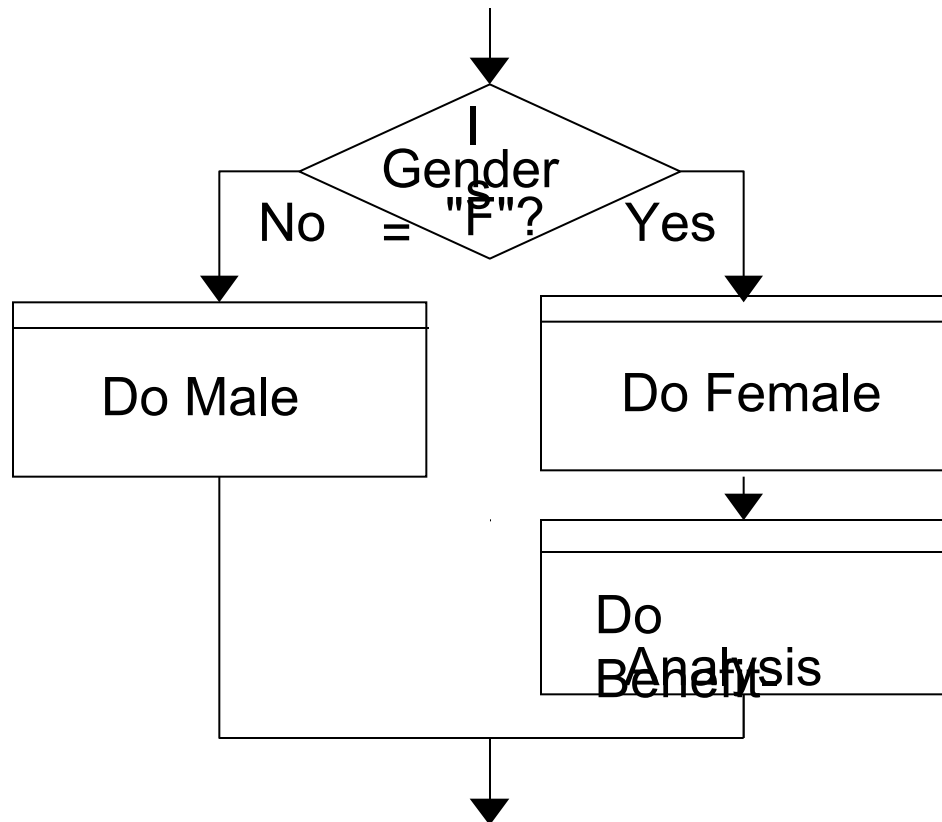 Is
Gender
= "F"?
No
Yes
Do Male
Do Female
Do
Benefit-
Analysis